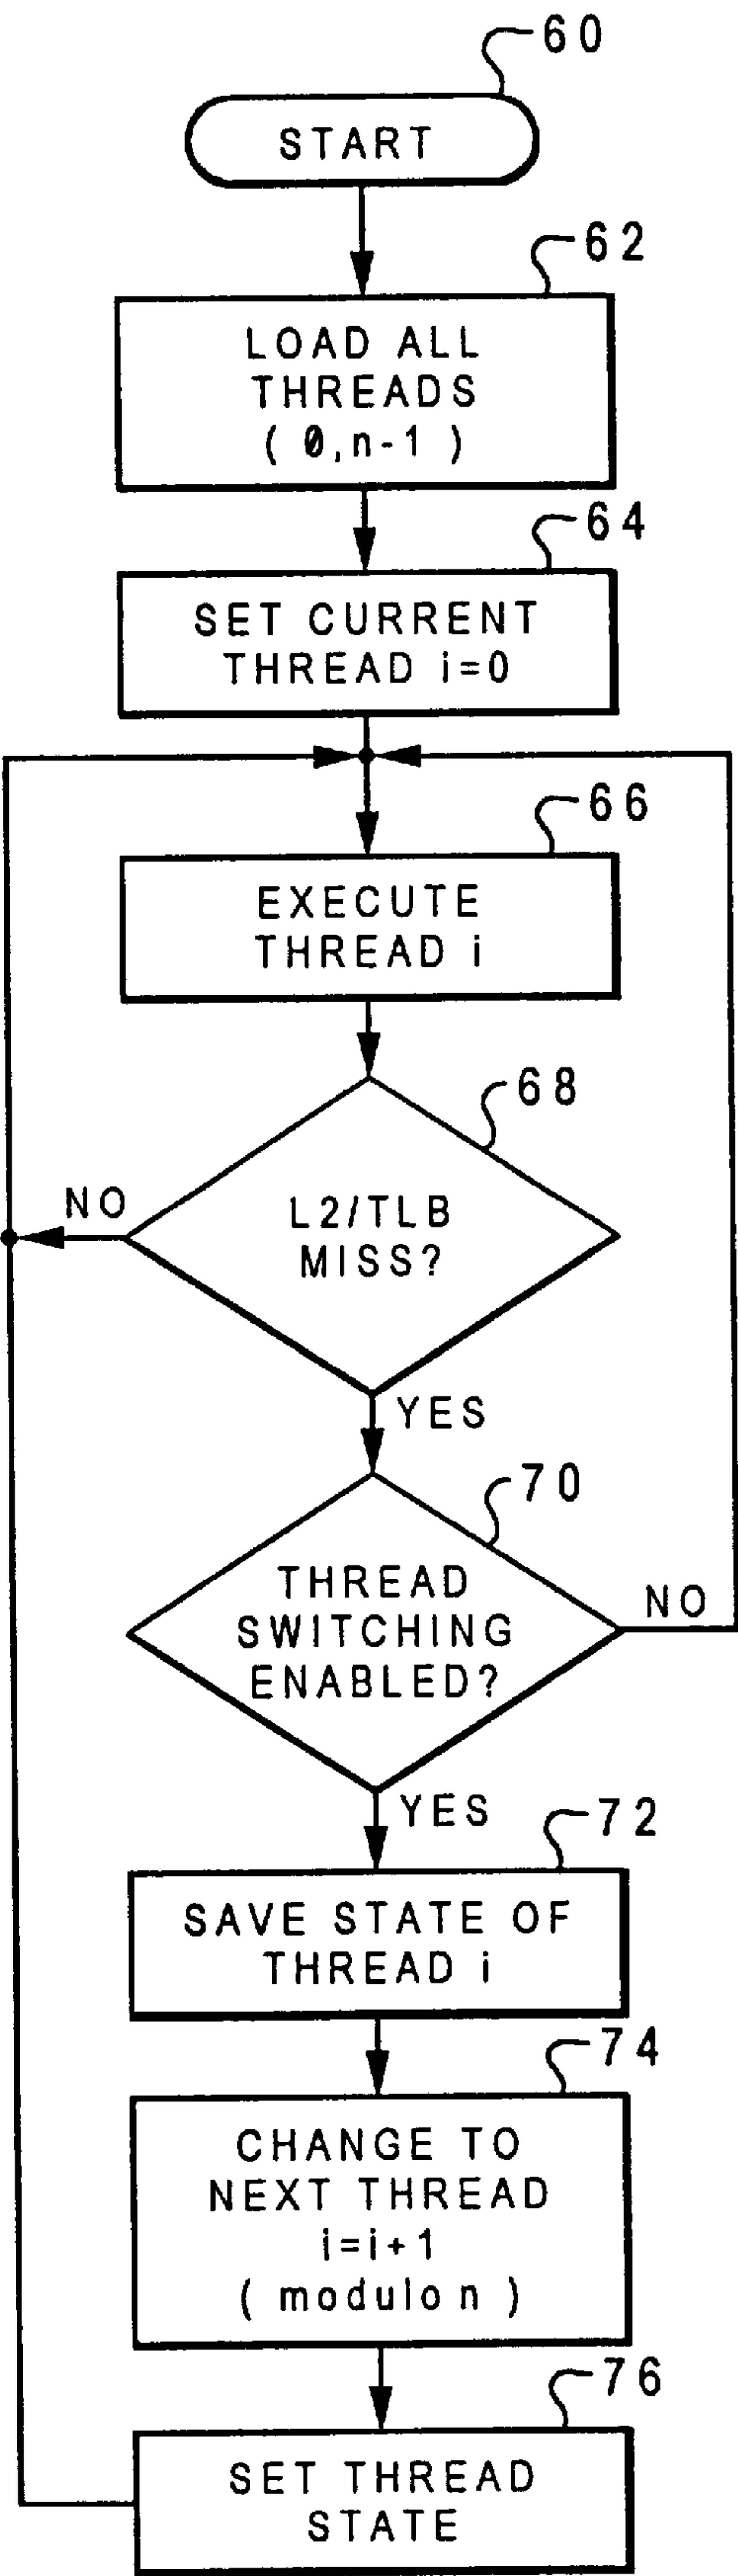 60
START
62
LOAD ALL
THREADS
( 0,n-1 )
64
SET CURRENT
THREAD i=0
66
EXECUTE
THREAD i
68
NO
L2/TLB
MISS?
YES
70
THREAD
SWITCHING
ENABLED?
NO
YES
72
SAVE STATE OF
THREAD i
74
CHANGE TO
NEXT THREAD
i=i+1
( modulo n )
76
SET THREAD
STATE